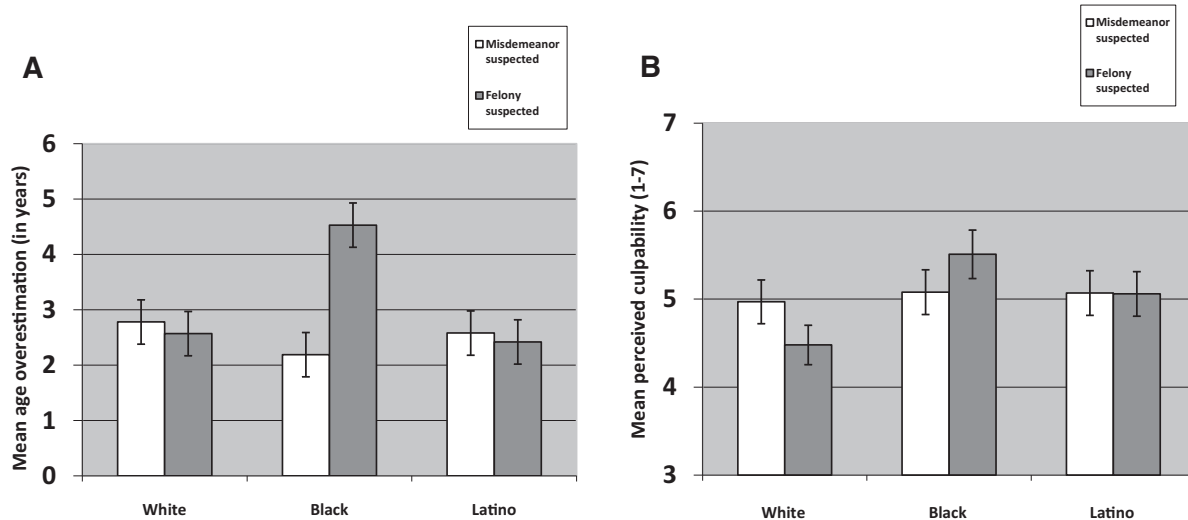 A
Misdemeanor
suspected
Felony
suspected
Mean age overestimation (in years)
6
5
4
3
2
1
0
White
Black
Latino
B
Misdemeanor
suspected
Felony
suspected
Mean perceived culpability (1-7)
7
6
5
4
3
White
Black
Latino